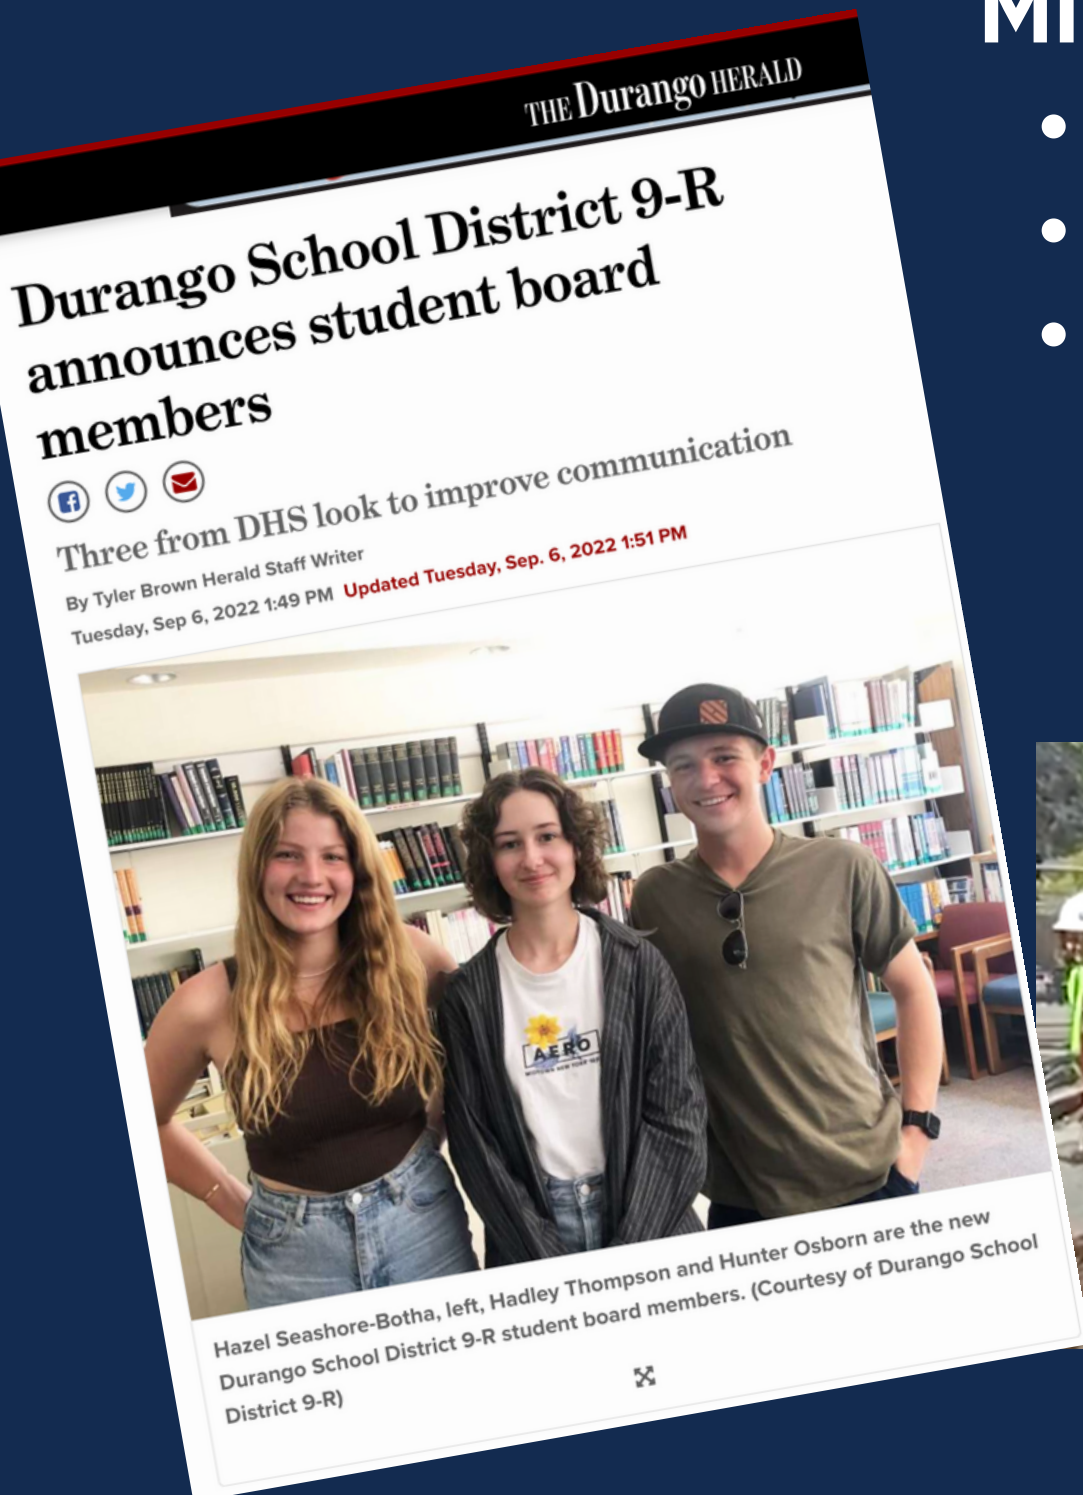 MI
THE Durango HERALD
Durango School District 9-R
announces student board
members
Three from DHS look to improve communication
By Tyler Brown Herald Staff Writer
Tuesday, Sep 6, 2022 1:49 PM Updated Tuesday, Sep. 6, 2022 1:51 PM
AERO
Hazel Seashore-Botha, left, Hadley Thompson and Hunter Osborn are the new
Durango School District 9-R student board members. (Courtesy of Durango School
District 9-R)